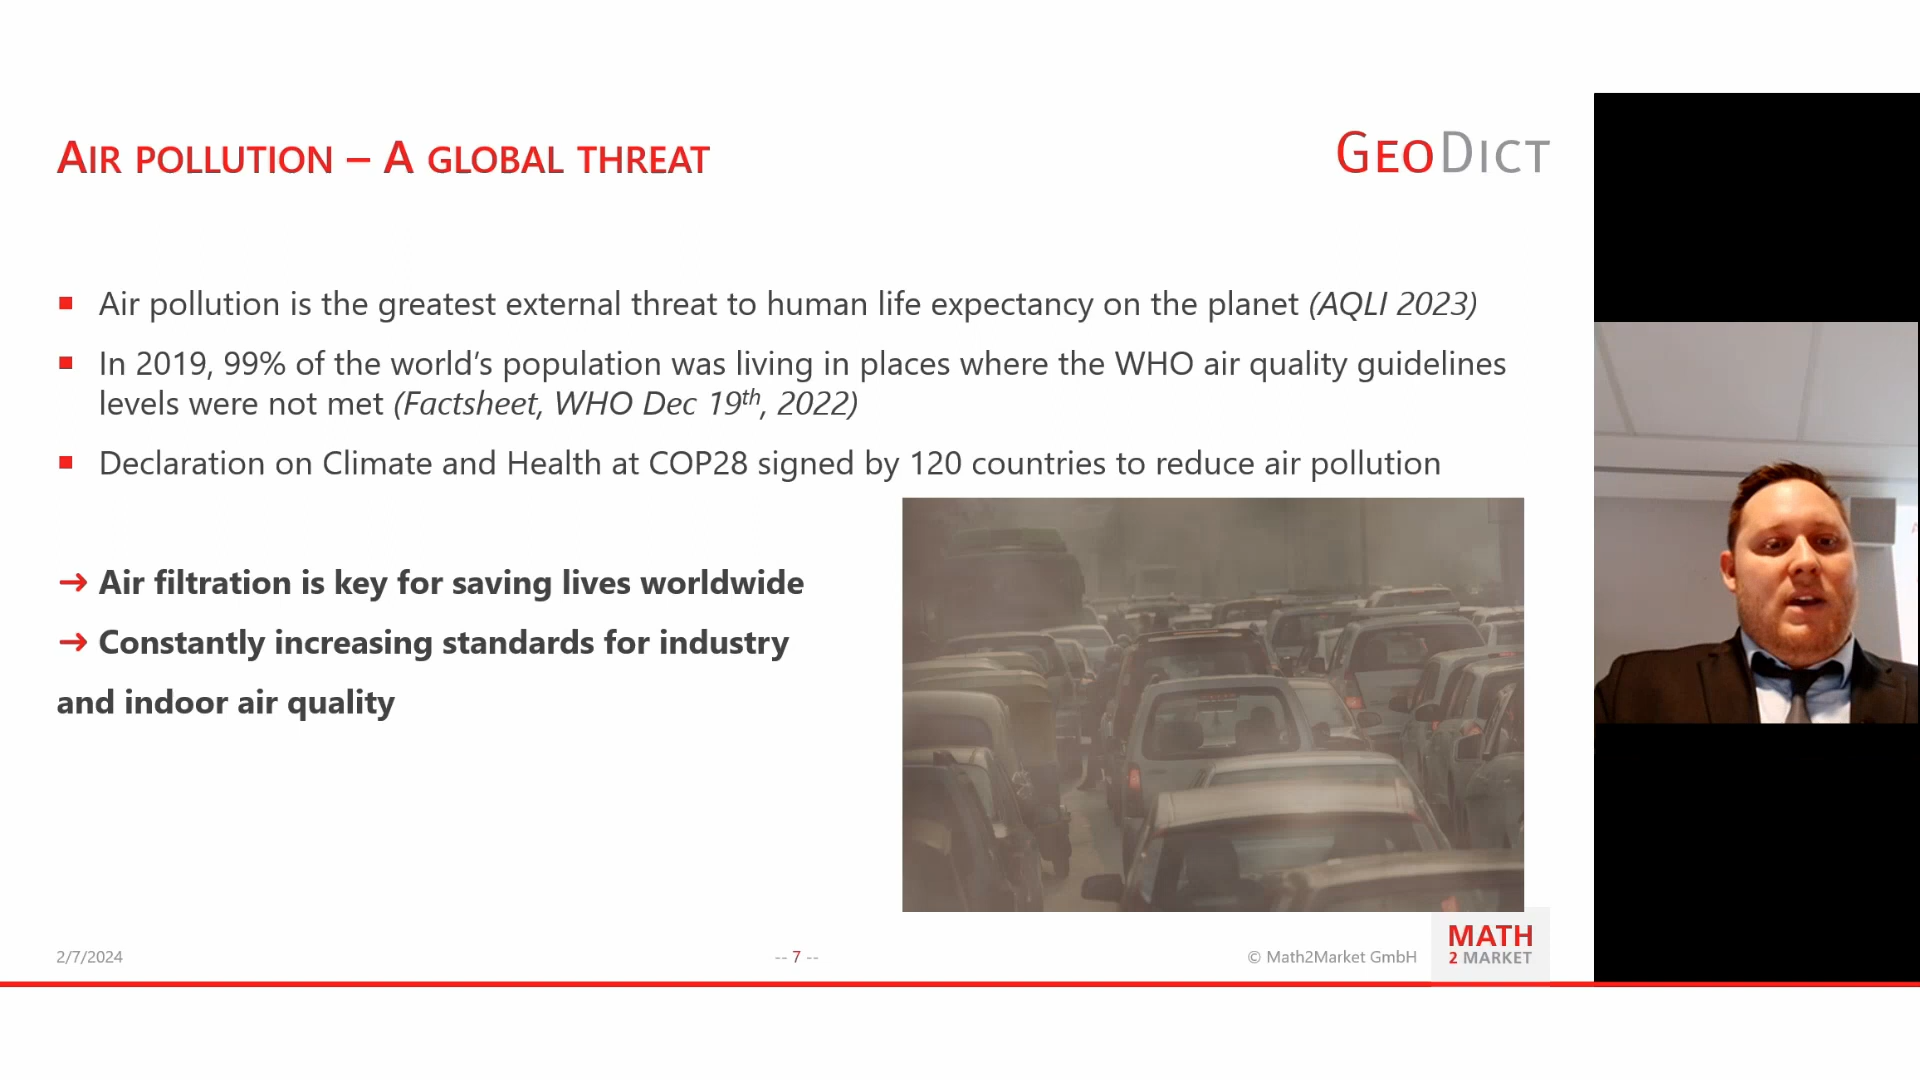 AIR POLLUTION – A GLOBAL THREAT
GEODICT
▪ Air pollution is the greatest external threat to human life expectancy on the planet (AQLI 2023)
▪ In 2019, 99% of the world’s population was living in places where the WHO air quality guidelines
levels were not met (Factsheet, WHO Dec 19th, 2022)
▪ Declaration on Climate and Health at COP28 signed by 120 countries to reduce air pollution
➔ Air filtration is key for saving lives worldwide
➔ Constantly increasing standards for industry
and indoor air quality
2/7/2024
-- 7 --
© Math2Market GmbH
MATH
2 MARKET